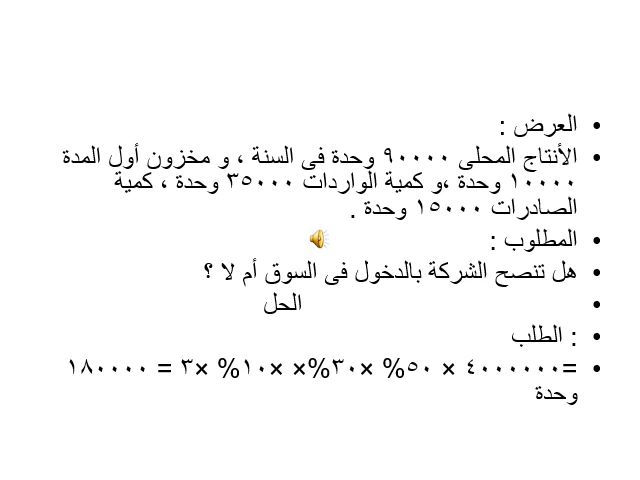 • العرض :
• الأنتاج المحلى ٩٠٠٠٠ وحدة فى السنة ، و مخزون أول المدة
١٠٠٠٠ وحدة ،و كمية الواردات ٣٥٠٠٠ وحدة ، كمية
الصادرات ١٥٠٠٠ وحدة .
• المطلوب :
• هل تنصح الشركة بالدخول فى السوق أم لا ؟
• الحل
• : الطلب
• =٤٠٠٠٠٠٠ × ٥٠% ×٣٠%× ×١٠% ×٣ = ١٨٠٠٠٠
وحدة